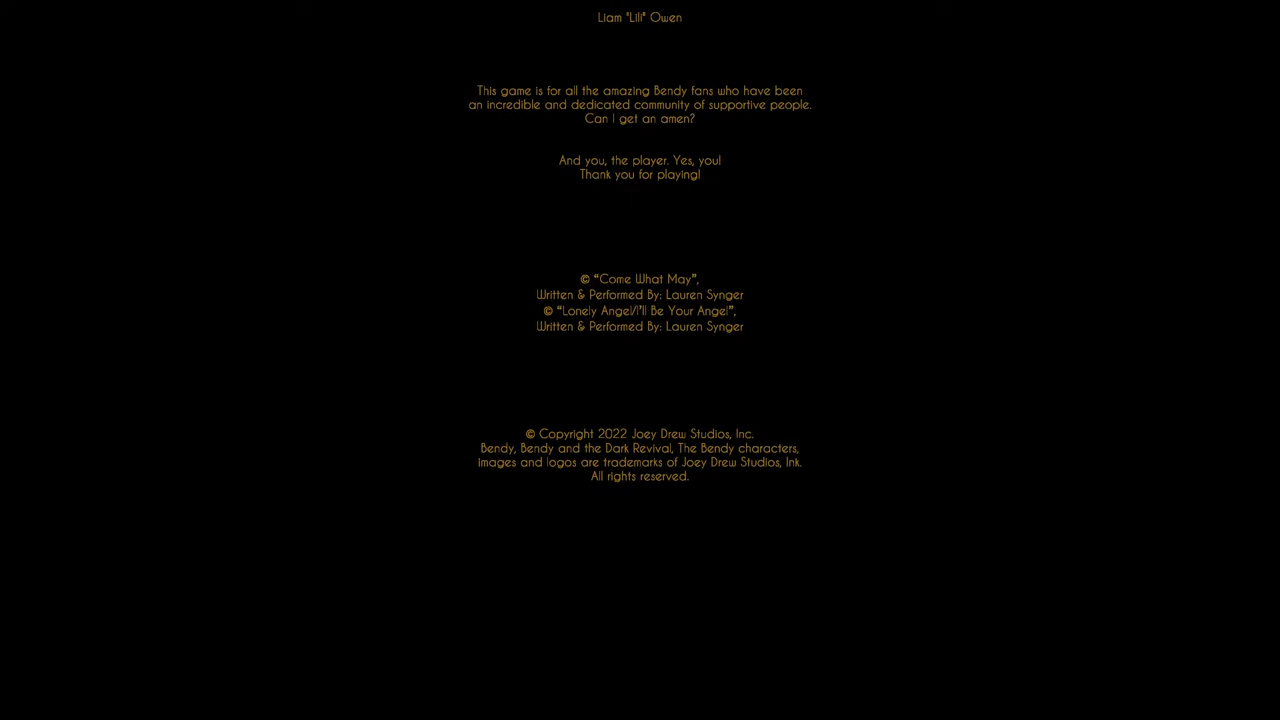 Liam "Lili" Owen
This game is for all the amazing Bendy fans who have been
an incredible and dedicated community of supportive people.
Can I get an amen?
And you, the player. Yes, you!
Thank you for playing!
© “Come What May”,
Written & Performed By: Lauren Synger
© “Lonely Angel/I’ll Be Your Angel”,
Written & Performed By: Lauren Synger
© Copyright 2022 Joey Drew Studios, Inc.
Bendy, Bendy and the Dark Revival, The Bendy characters,
images and logos are trademarks of Joey Drew Studios, Ink.
All rights reserved.